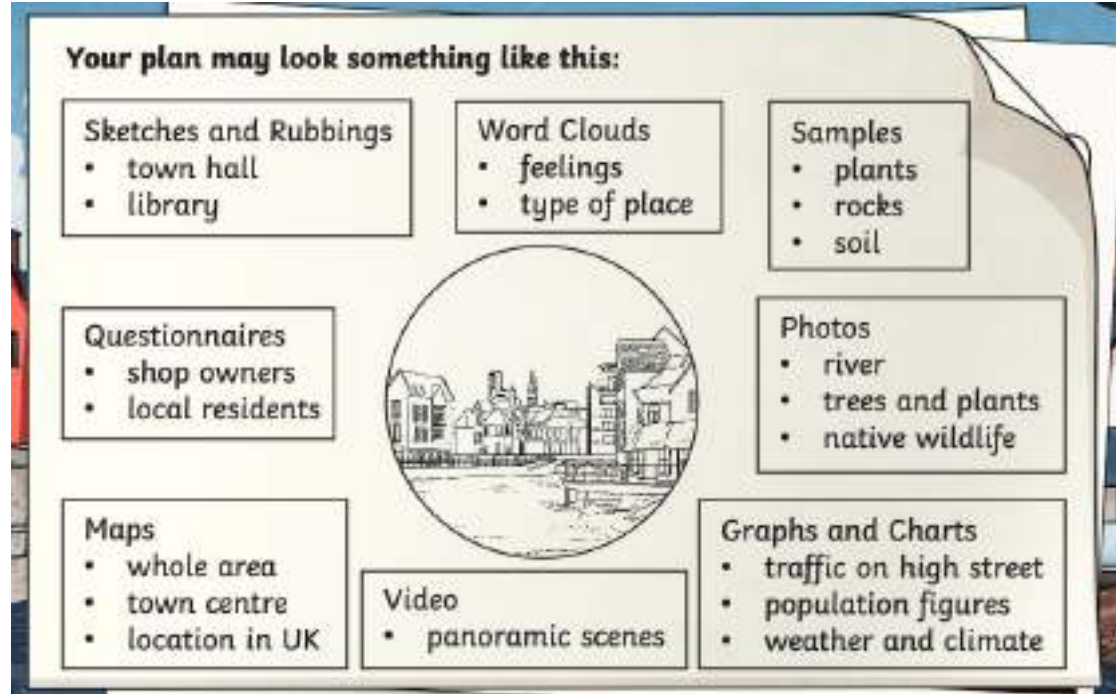 Your plan may look something like this:
Sketches and Rubbings
• town hall
• library
Word Clouds
• feelings
• type of place
Samples
• plants
• rocks
• soil
Questionnaires
• shop owners
• local residents
Photos
• river
• trees and plants
• native wildlife
Maps
• whole area
• town centre
• location in UK
Video
• panoramic scenes
Graphs and Charts
• traffic on high street
• population figures
• weather and climate